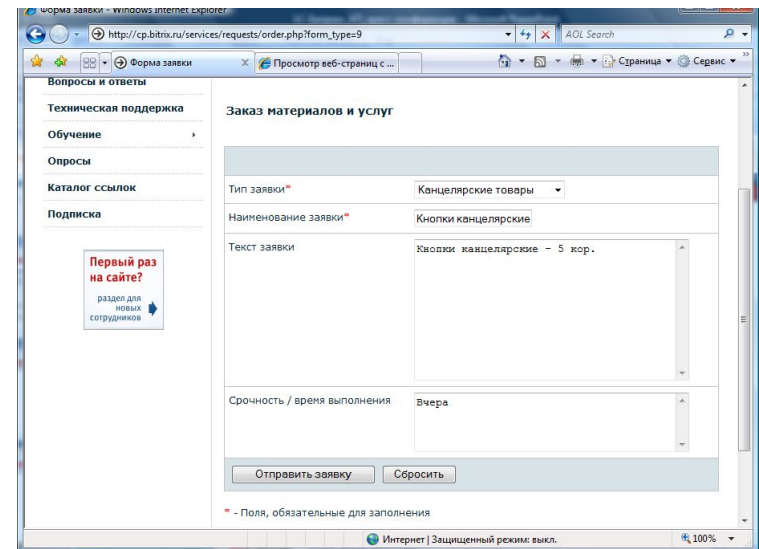 Форма заявки - Windows Internet Explorer
http://cp.bitrix.ru/services/requests/order.php?form_type=9
AOL Search
Форма заявки
Просмотр веб-страниц с ...
Страница
Сервис
Вопросы и ответы
Техническая поддержка
Обучение
Опросы
Каталог ссылок
Подписка
Первый раз
на сайте?
раздел для
новых
сотрудников
Заказ материалов и услуг
Тип заявки*
Канцелярские товары
Наименование заявки*
Кнопки канцелярские
Текст заявки
Кнопки канцелярские - 5 кор.
Срочность / время выполнения
Вчера
Отправить заявку
Сбросить
* - Поля, обязательные для заполнения
Интернет | Защищенный режим: выкл.
100%